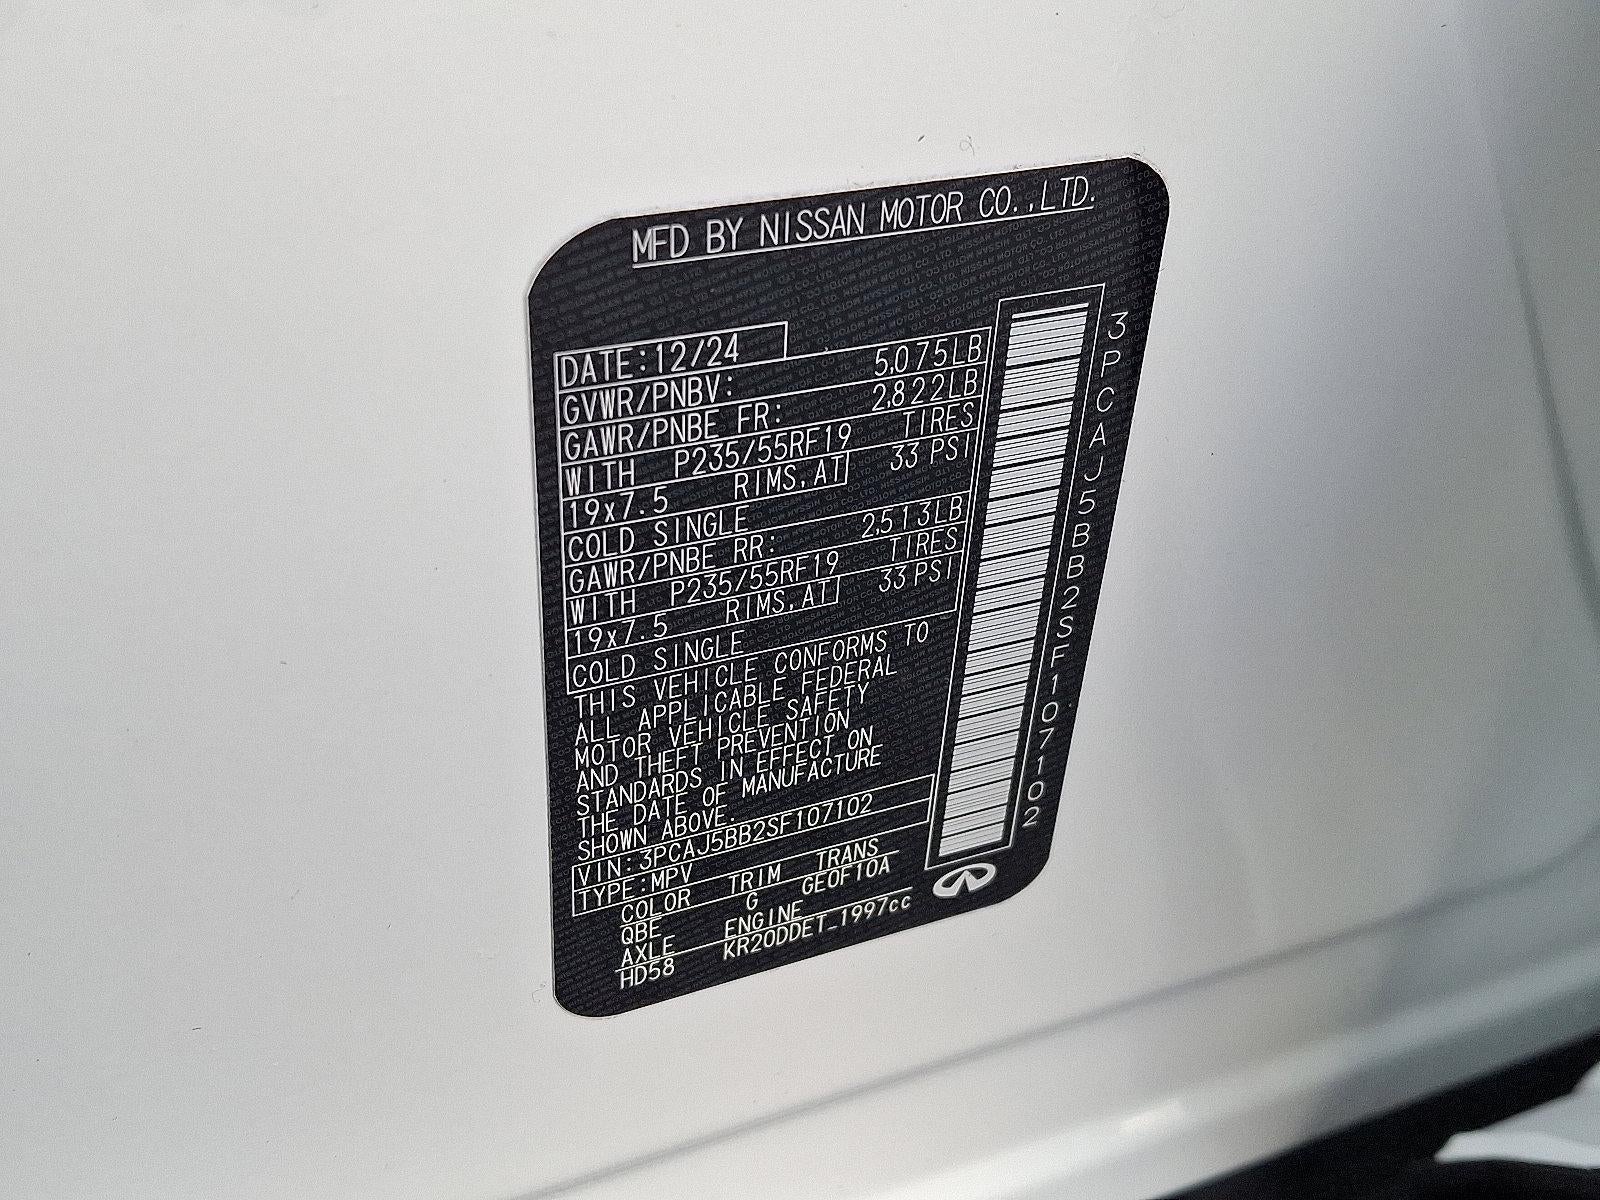 MFD BY NISSAN MOTOR CO.,LTD.
DATE:12/24
GVWR/PNBV: 5,075LB
GAWR/PNBE FR: 2,822LB
WITH P235/55RF19 TIRES
19x7.5 RIMS,AT 33 PSI
COLD SINGLE
GAWR/PNBE RR: 2,513LB
WITH P235/55RF19 TIRES
19x7.5 RIMS,AT 33 PSI
COLD SINGLE
THIS VEHICLE CONFORMS TO
ALL APPLICABLE FEDERAL
MOTOR VEHICLE SAFETY
AND THEFT PREVENTION
STANDARDS IN EFFECT ON
THE DATE OF MANUFACTURE
SHOWN ABOVE.
VIN:3PCAJ5BB2SF107102
TYPE:MPV
COLOR TRIM TRANS
QBE G GE0F10A
AXLE ENGINE
HD58 KR20DDET_1997cc
3PCAJ5BB2SF107102